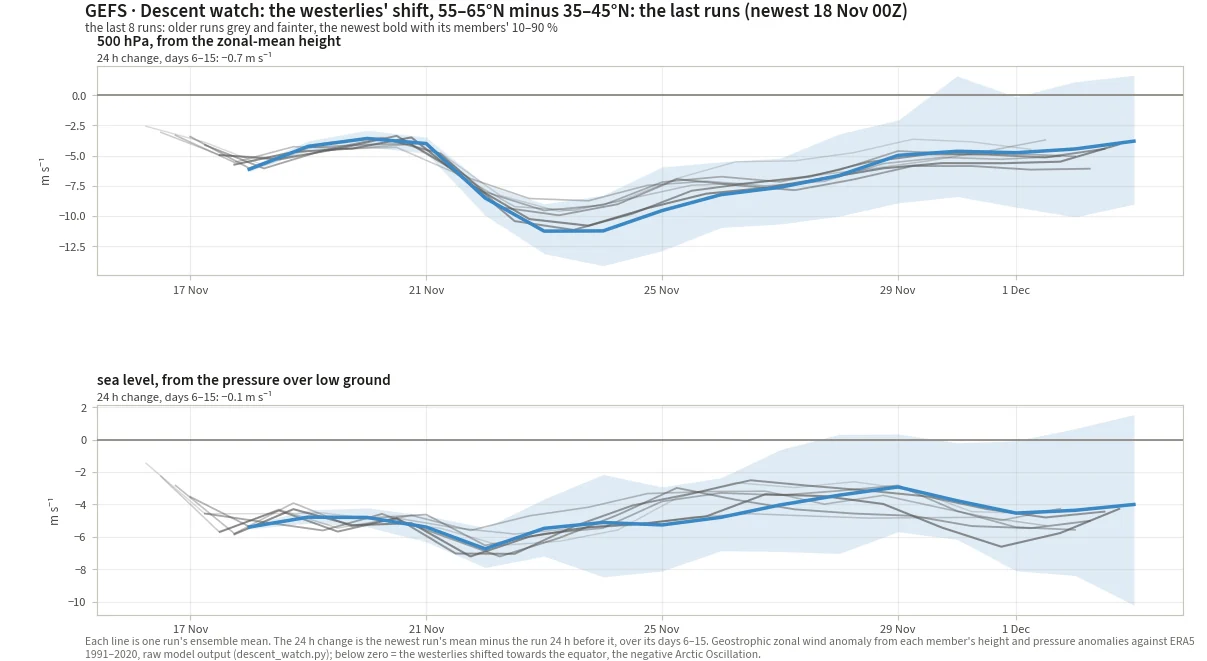 GEFS · Descent watch: the westerlies' shift, 55–65°N minus 35–45°N: the last runs (newest 18 Nov 00Z)
the last 8 runs: older runs grey and fainter, the newest bold with its members' 10–90 %
500 hPa, from the zonal-mean height
24 h change, days 6–15: −0.7 m s⁻¹
0.0
−2.5
−5.0
−7.5
−10.0
−12.5
m s⁻¹
17 Nov 21 Nov 25 Nov 29 Nov 1 Dec
sea level, from the pressure over low ground
24 h change, days 6–15: −0.1 m s⁻¹
2
0
−2
−4
−6
−8
−10
m s⁻¹
17 Nov 21 Nov 25 Nov 29 Nov 1 Dec
Each line is one run's ensemble mean. The 24 h change is the newest run's mean minus the run 24 h before it, over its days 6–15. Geostrophic zonal wind anomaly from each member's height and pressure anomalies against ERA5
1991–2020, raw model output (descent_watch.py); below zero = the westerlies shifted towards the equator, the negative Arctic Oscillation.